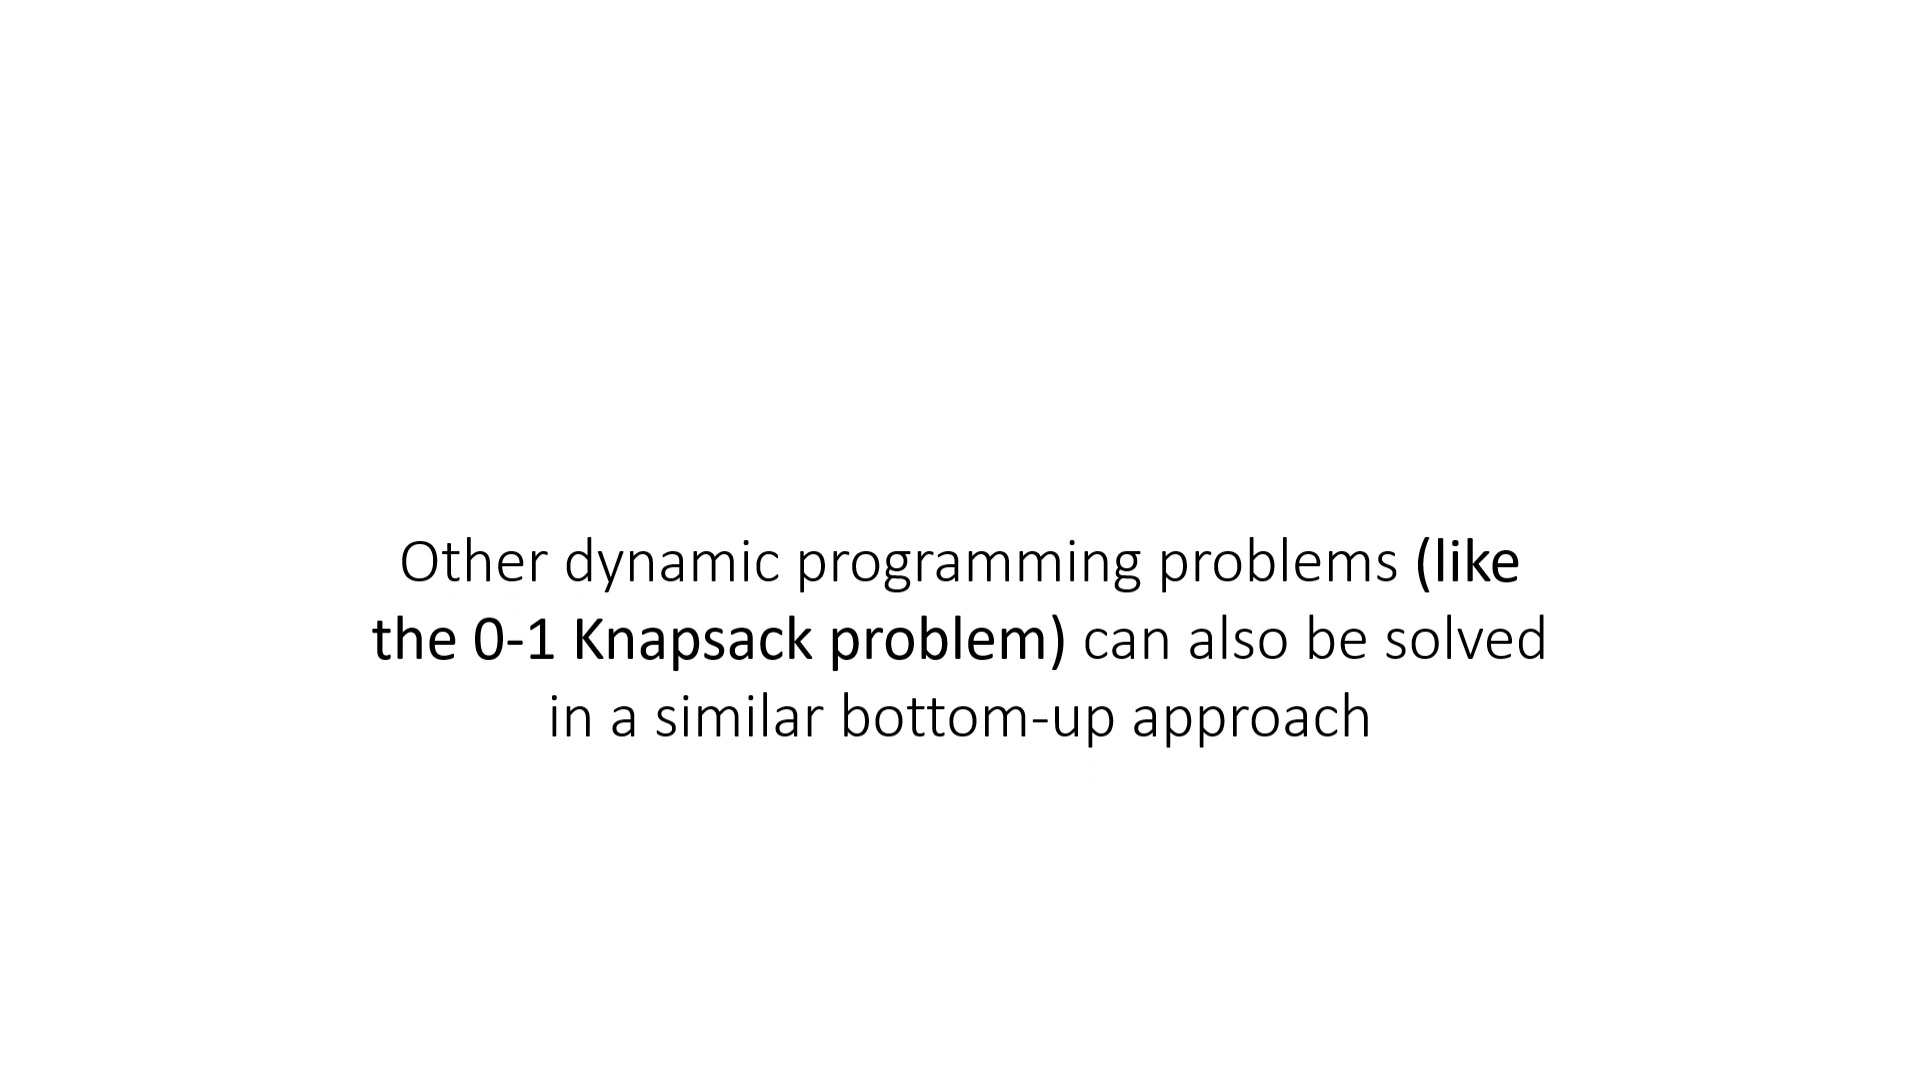 Other dynamic programming problems (like
the 0-1 Knapsack problem) can also be solved
in a similar bottom-up approach